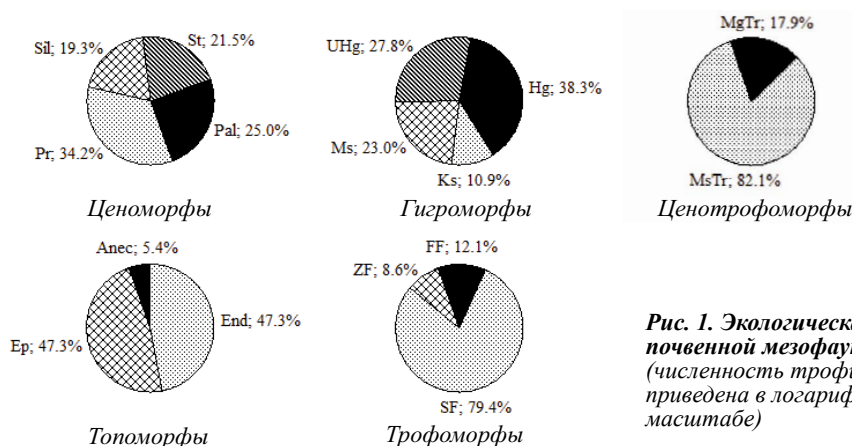 St; 21.5%
Sil; 19.3%
Pal; 25.0%
Pr; 34.2%
Ценоморфы
UHg; 27.8%
Hg; 38.3%
Ms; 23.0%
Ks; 10.9%
Гигроморфы
MgTr; 17.9%
MsTr; 82.1%
Ценотрофоморфы
Anec; 5.4%
End; 47.3%
Ep; 47.3%
Топоморфы
FF; 12.1%
ZF; 8.6%
SF; 79.4%
Трофоморфы
Рис. 1. Экологическ
почвенной мезофау
(численность трофи
приведена в логариф
масштабе)